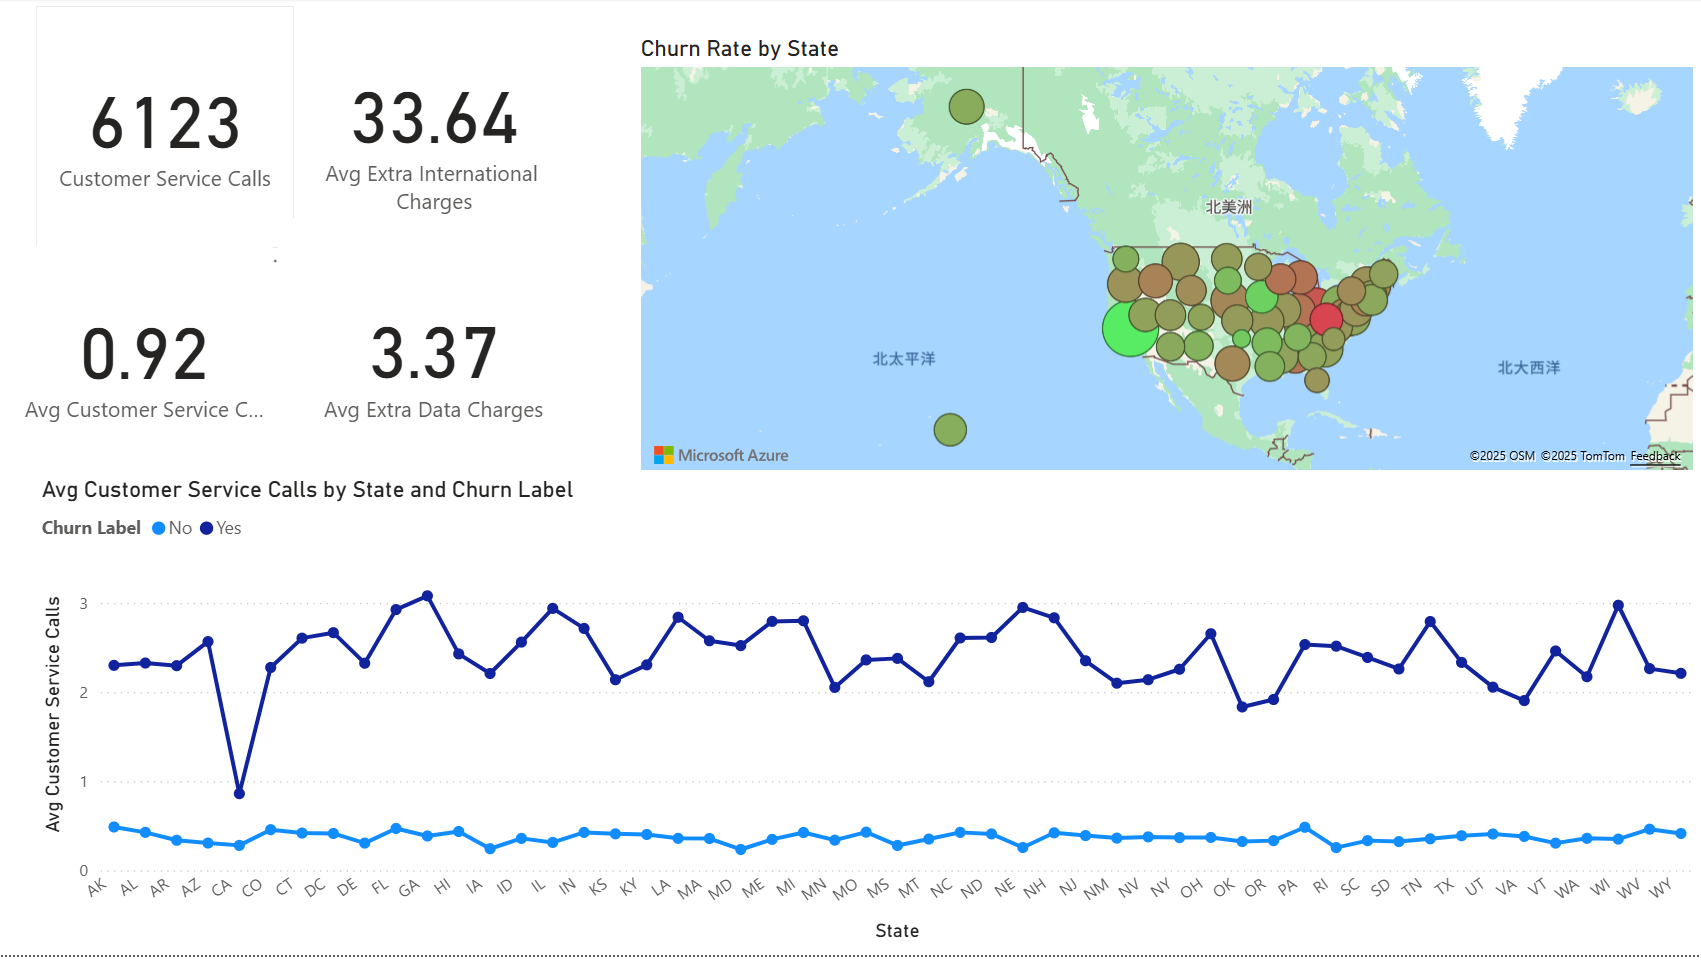 6123
Customer Service Calls
33.64
Avg Extra International
Charges
0.92
Avg Customer Service C...
3.37
Avg Extra Data Charges
Churn Rate by State
北美洲
北太平洋
北大西洋
Microsoft Azure
©2025 OSM ©2025 TomTom Feedback
Avg Customer Service Calls by State and Churn Label
Churn Label No Yes
Avg Customer Service Calls
3
2
1
0
AK AL AR AZ CA CO CT DC DE FL GA HI IA ID IL IN KS KY LA MA MD ME MI MN MO MS MT NC ND NE NH NJ NM NV NY OH OK OR PA RI SC SD TN TX UT VA VT WA WI WV WY
State